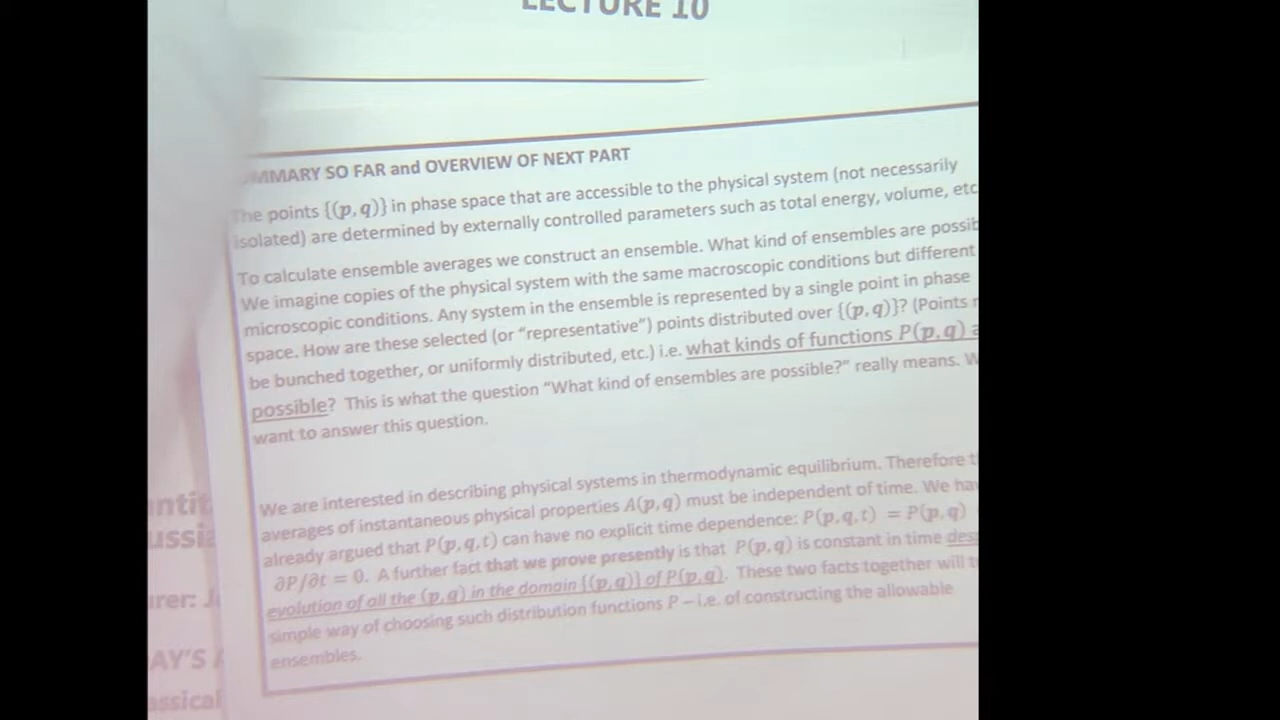 LECTURE 10
MMARY SO FAR and OVERVIEW OF NEXT PART
The points {(p, q)} in phase space that are accessible to the physical system (not necessarily
isolated) are determined by externally controlled parameters such as total energy, volume, etc
To calculate ensemble averages we construct an ensemble. What kind of ensembles are possib
We imagine copies of the physical system with the same macroscopic conditions but different
microscopic conditions. Any system in the ensemble is represented by a single point in phase
space. How are these selected (or "representative") points distributed over {(p, q)}? (Points
be bunched together, or uniformly distributed, etc.) i.e. what kinds of functions P(p, q) a
possible? This is what the question "What kind of ensembles are possible?" really means. W
want to answer this question.
We are interested in describing physical systems in thermodynamic equilibrium. Therefore t
averages of instantaneous physical properties A(p, q) must be independent of time. We hav
already argued that P(p, q, t) can have no explicit time dependence: P(p, q, t) = P(p, q)
∂P/∂t = 0. A further fact that we prove presently is that P(p, q) is constant in time des
evolution of all the (p, q) in the domain {(p, q)} of P(p, q). These two facts together will t
simple way of choosing such distribution functions P – i.e. of constructing the allowable
ensembles.
ntit
ussia
urer: J
AY'S
assical